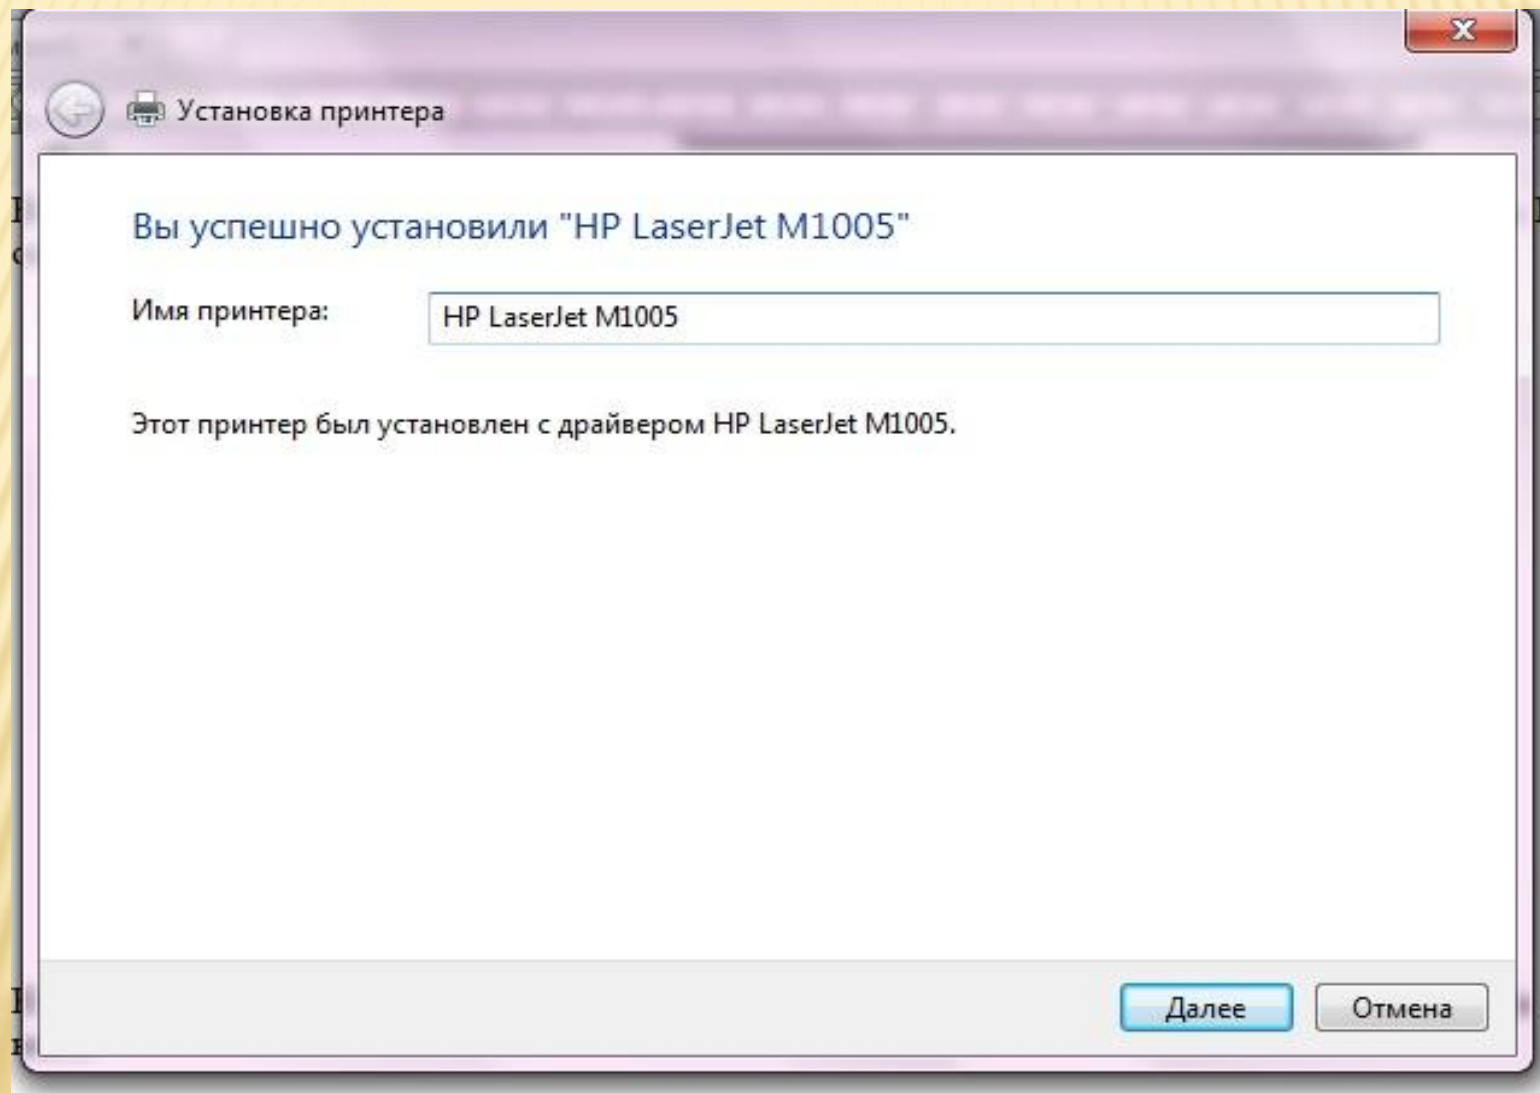 Установка принтера
Вы успешно установили "HP LaserJet M1005"
Имя принтера:
HP LaserJet M1005
Этот принтер был установлен с драйвером HP LaserJet M1005.
Далее
Отмена